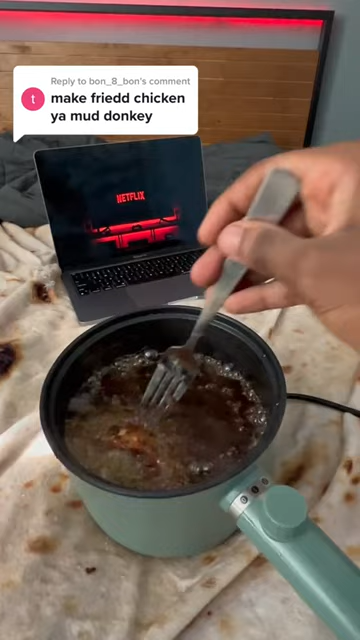 Reply to bon_8_bon's comment
t
make friedd chicken
ya mud donkey
NETFLIX